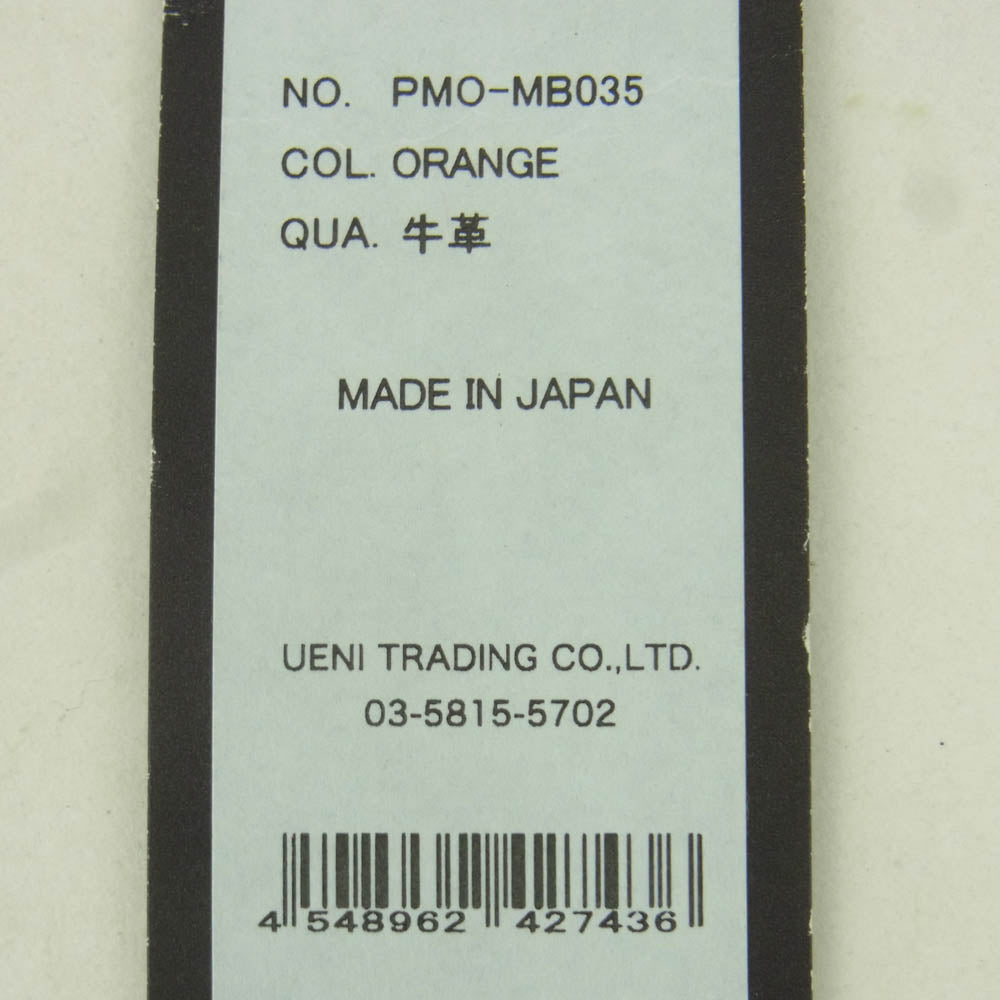 NO. PMO-MB035
COL. ORANGE
QUA. 牛革
MADE IN JAPAN
UENI TRADING CO.,LTD.
03-5815-5702
4 548962 427436